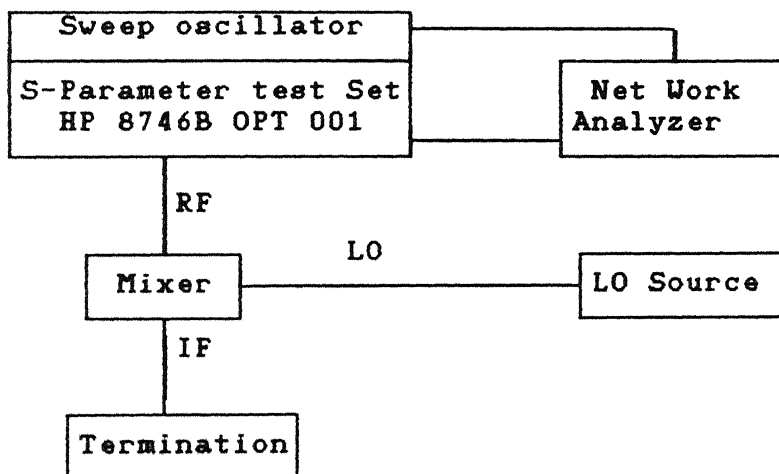 Sweep oscillator
S-Parameter test Set
HP 8746B OPT 001
Net Work
Analyzer
RF
LO
Mixer
LO Source
IF
Termination